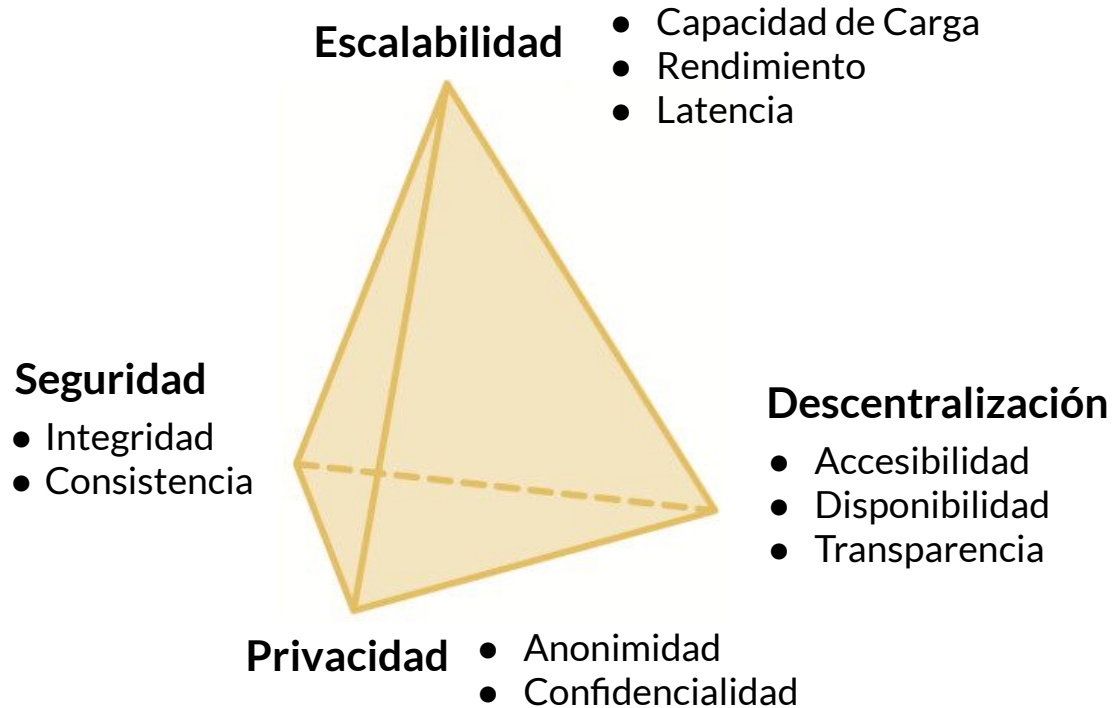 Escalabilidad
● Capacidad de Carga
● Rendimiento
● Latencia
Seguridad
● Integridad
● Consistencia
Descentralización
● Accesibilidad
● Disponibilidad
● Transparencia
Privacidad
● Anonimidad
● Confidencialidad